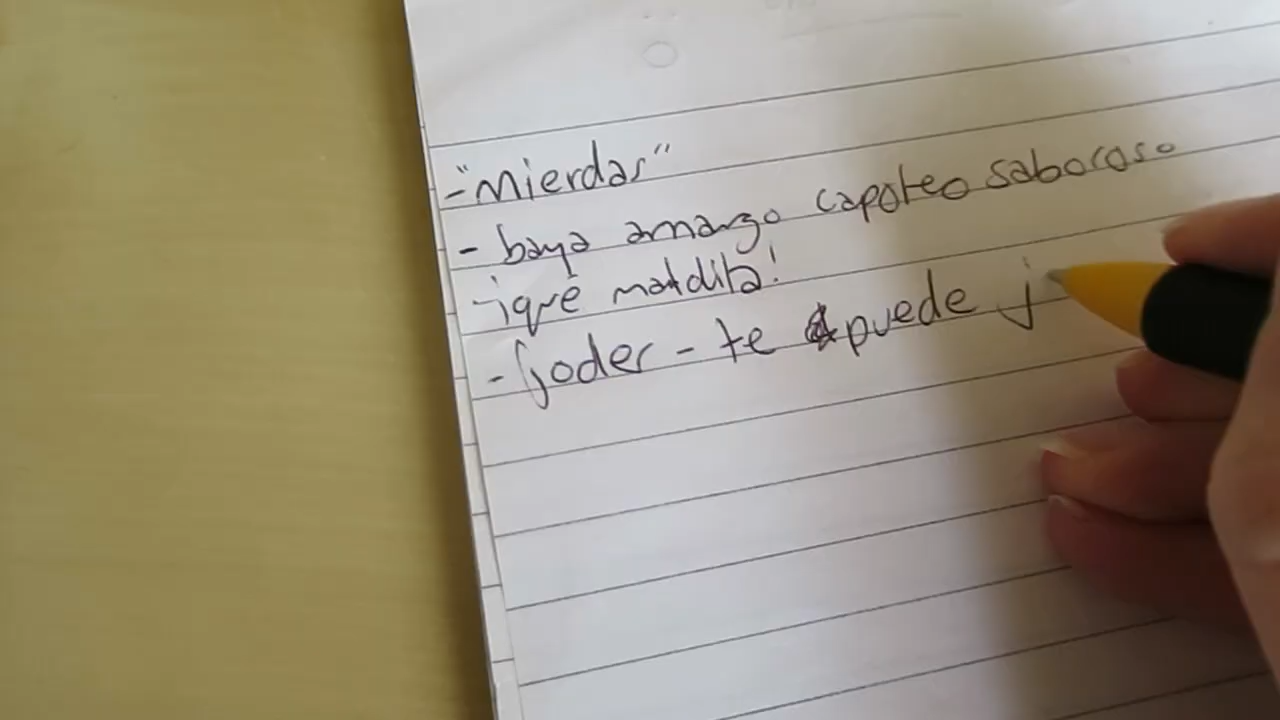 - "Mierdas"
- baya amargo capoteo saboroso
- ¡qué maldita!
- joder - te puede j